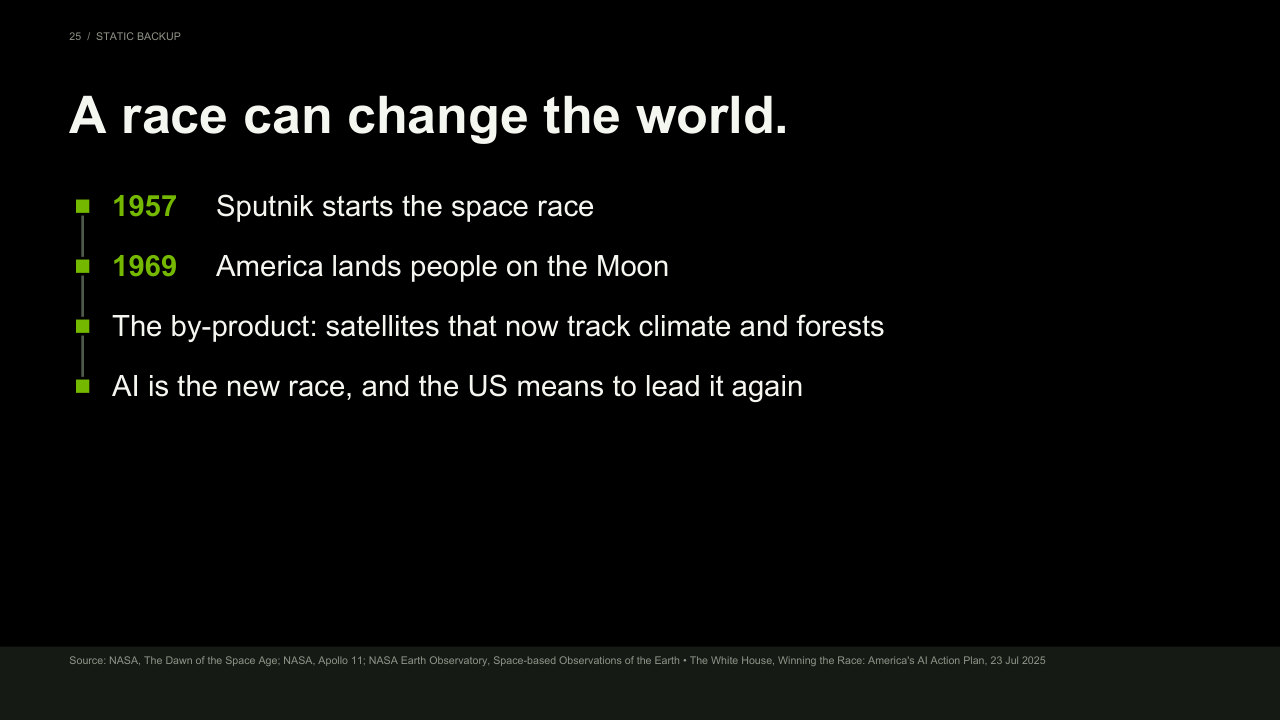 25 / STATIC BACKUP
A race can change the world.
1957 Sputnik starts the space race
1969 America lands people on the Moon
The by-product: satellites that now track climate and forests
AI is the new race, and the US means to lead it again
Source: NASA, The Dawn of the Space Age; NASA, Apollo 11; NASA Earth Observatory, Space-based Observations of the Earth • The White House, Winning the Race: America's AI Action Plan, 23 Jul 2025